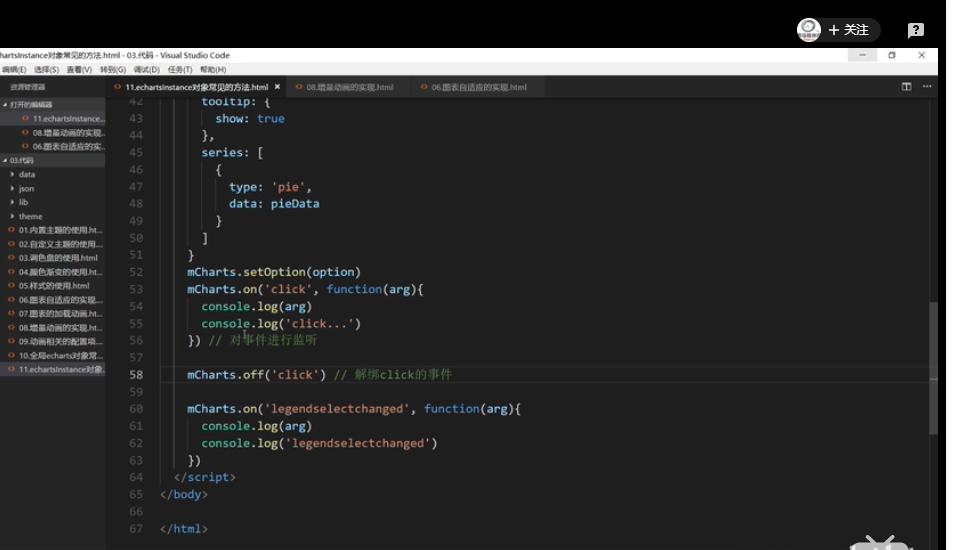 + 关注
?
hartsInstance对象常见的方法.html - 03.代码 - Visual Studio Code
编辑(E) 选择(S) 查看(V) 转到(G) 调试(D) 任务(T) 帮助(H)
资源管理器
11.echartsInstance对象常见的方法.html × 08.增量动画的实现.html 06.图表自适应的实现.html
打开的编辑器
11.echartsInstance...
08.增量动画的实现...
06.图表自适应的实...
03.代码
data
json
lib
theme
01.内置主题的使用.ht...
02.自定义主题的使用....
03.调色盘的使用.html
04.颜色渐变的使用.ht...
05.样式的使用.html
06.图表自适应的实现....
07.图表的加载动画.ht...
08.增量动画的实现.ht...
09.动画相关的配置项....
10.全局echarts对象常...
11.echartsInstance对象...
42 tooltip: {
43 show: true
44 },
45 series: [
46 {
47 type: 'pie',
48 data: pieData
49 }
50 ]
51 }
52 mCharts.setOption(option)
53 mCharts.on('click', function(arg){
54 console.log(arg)
55 console.log('click...')
56 }) // 对事件进行监听
57
58 mCharts.off('click') // 解绑click的事件
59
60 mCharts.on('legendselectchanged', function(arg){
61 console.log(arg)
62 console.log('legendselectchanged')
63 })
64 </script>
65 </body>
66
67 </html>